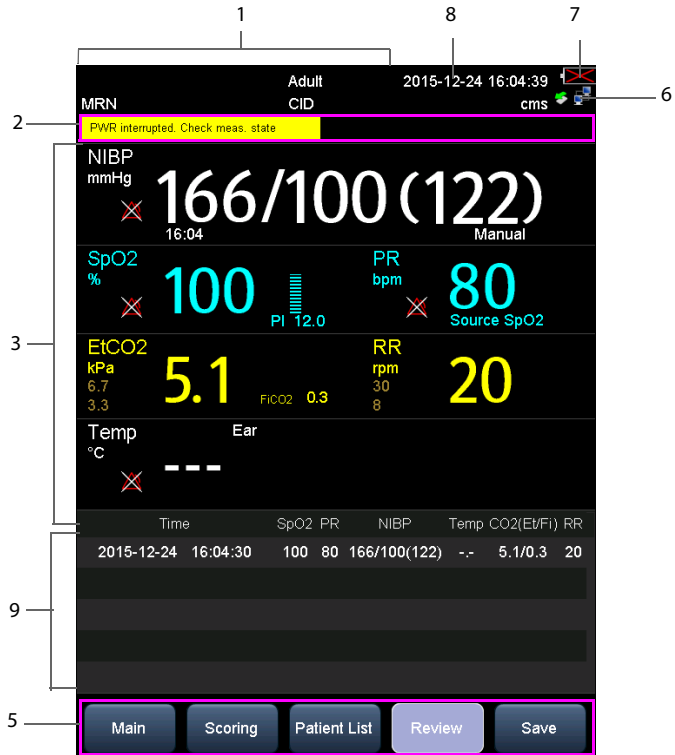 1 8 7
Adult 2015-12-24 16:04:39
MRN CID cms 6
2 PWR interrupted. Check meas. state
NIBP
mmHg
166/100(122)
16:04 Manual
SpO2 PR
% bpm
100 80
PI 12.0 Source SpO2
3
EtCO2 RR
kPa rpm
6.7 30
3.3 8
5.1 FiCO2 0.3 20
Temp Ear
°C
---
Time SpO2 PR NIBP Temp CO2(Et/Fi) RR
2015-12-24 16:04:30 100 80 166/100(122) -.- 5.1/0.3 20
9
5 Main Scoring Patient List Review Save